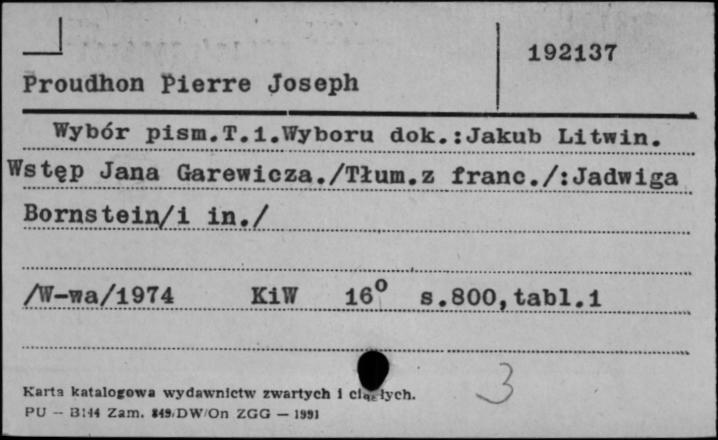 192137
Proudhon Pierre Joseph
Wybór pism.T.1.Wyboru dok.:Jakub Litwin.
Wstęp Jana Garewicza./Tłum.z franc./:Jadwiga
Bornstein/i in./
/W-wa/1974 KiW 16° s.800,tabl.1
3
Karta katalogowa wydawnictw zwartych i ciągłych.
PU — B144 Zam. 849/DW/On ZGG — 1991